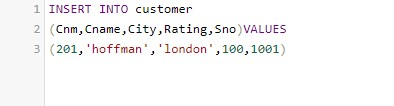 1 INSERT INTO customer
2 (Cnm,Cname,City,Rating,Sno)VALUES
3 (201,'hoffman','london',100,1001)